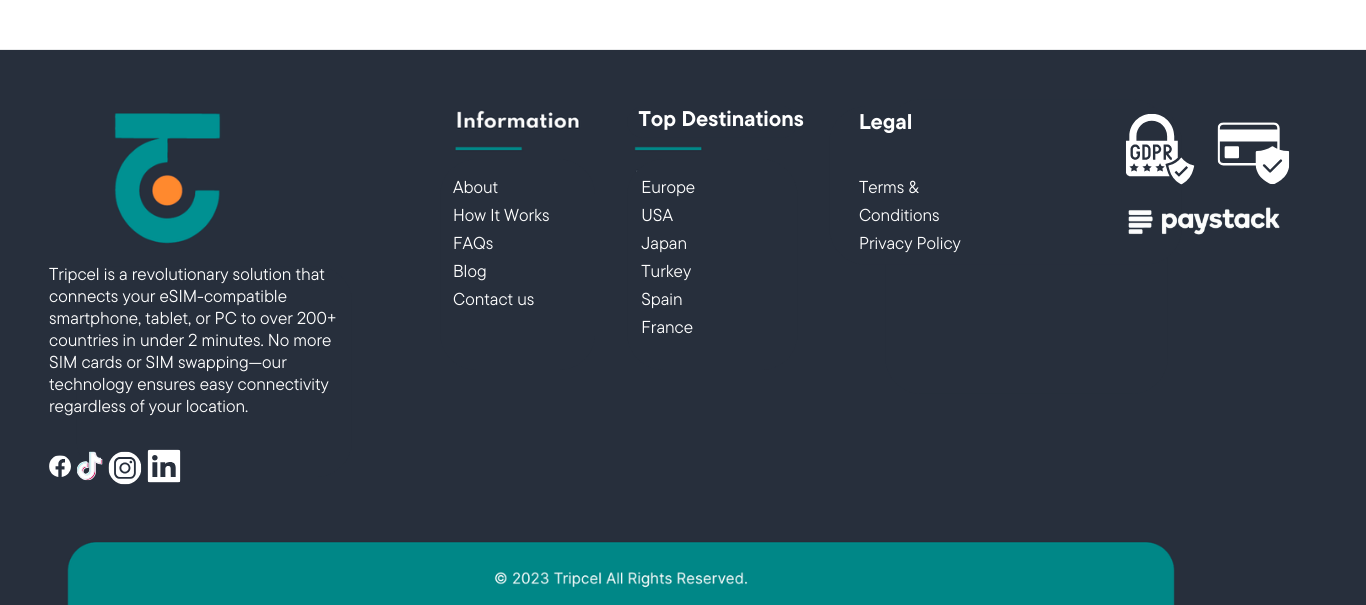 Tripcel is a revolutionary solution that
connects your eSIM-compatible
smartphone, tablet, or PC to over 200+
countries in under 2 minutes. No more
SIM cards or SIM swapping—our
technology ensures easy connectivity
regardless of your location.
in
Information
About
How It Works
FAQs
Blog
Contact us
Top Destinations
Europe
USA
Japan
Turkey
Spain
France
Legal
Terms &
Conditions
Privacy Policy
GDPR
paystack
© 2023 Tripcel All Rights Reserved.